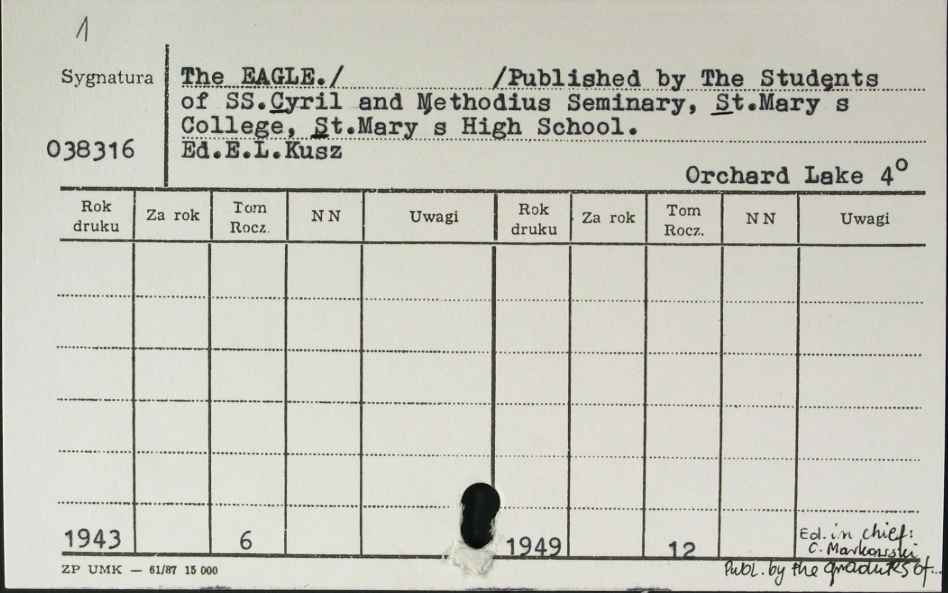 1
Sygnatura
The EAGLE./ /Published by The Students
of SS.Cyril and Methodius Seminary, St.Mary s
College, St.Mary s High School.
038316
Ed.E.L.Kusz
Orchard Lake 4°
Rok druku Za rok Tom Rocz. NN Uwagi Rok druku Za rok Tom Rocz. NN Uwagi
1943 6 1949 12 Ed. in chief:
C. Markowski
Publ. by the graduates of...
ZP UMK — 61/87 15 000